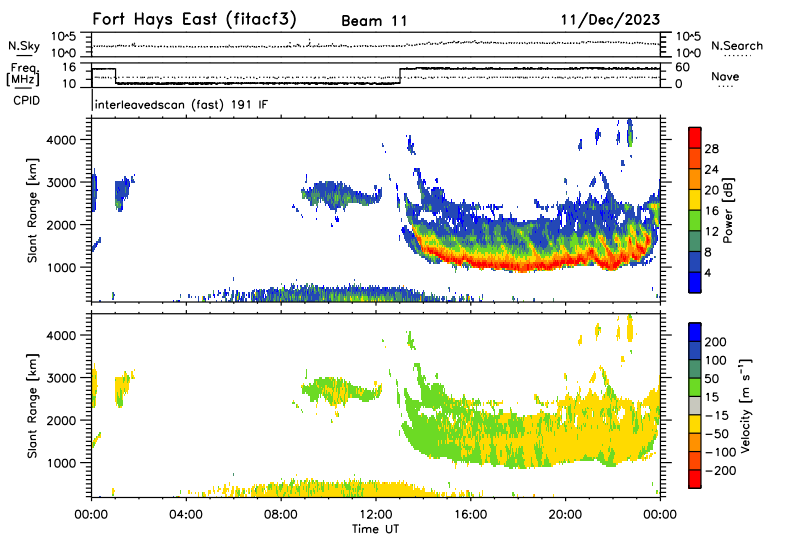 Fort Hays East (fitacf3) Beam 11 11/Dec/2023
N.Sky 10^5 10^0 10^5 10^0 N.Search
Freq. [MHz] 16 10 60 0 Nave
CPID interleavedscan (fast) 191 IF
Slant Range [km] 4000 3000 2000 1000
28 24 20 16 12 8 4 Power [dB]
Slant Range [km] 4000 3000 2000 1000
200 100 50 15 −15 −50 −100 −200 Velocity [m s⁻¹]
00:00 04:00 08:00 12:00 16:00 20:00 00:00
Time UT